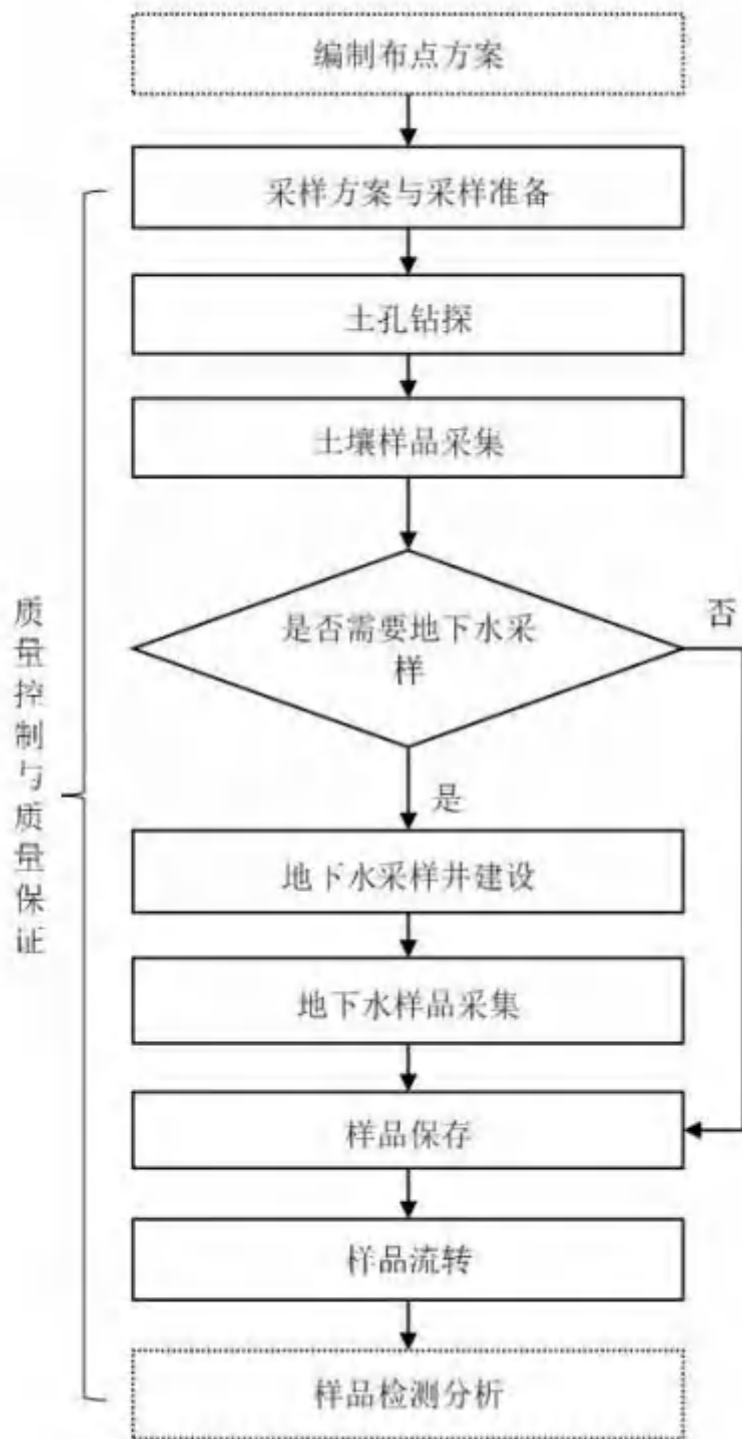 编制布点方案
采样方案与采样准备
土孔钻探
土壤样品采集
是否需要地下水采
样
否
是
地下水采样井建设
地下水样品采集
样品保存
样品流转
样品检测分析
质量控制与质量保证